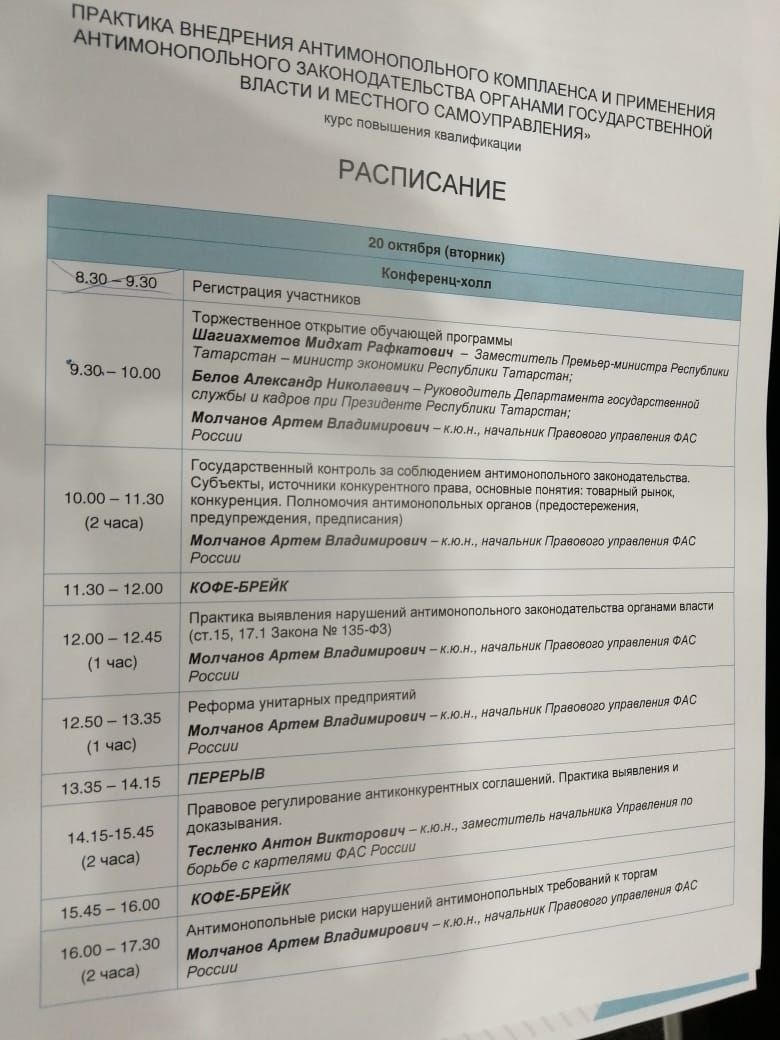 ПРАКТИКА ВНЕДРЕНИЯ АНТИМОНОПОЛЬНОГО КОМПЛАЕНСА И ПРИМЕНЕНИЯ
АНТИМОНОПОЛЬНОГО ЗАКОНОДАТЕЛЬСТВА ОРГАНАМИ ГОСУДАРСТВЕННОЙ
ВЛАСТИ И МЕСТНОГО САМОУПРАВЛЕНИЯ»
курс повышения квалификации
РАСПИСАНИЕ
20 октября (вторник)
Конференц-холл
8.30 – 9.30
Регистрация участников
9.30 – 10.00
Торжественное открытие обучающей программы
Шагиахметов Мидхат Рафкатович – Заместитель Премьер-министра Республики
Татарстан – министр экономики Республики Татарстан;
Белов Александр Николаевич – Руководитель Департамента государственной
службы и кадров при Президенте Республики Татарстан;
Молчанов Артем Владимирович – к.ю.н., начальник Правового управления ФАС
России
10.00 – 11.30
(2 часа)
Государственный контроль за соблюдением антимонопольного законодательства.
Субъекты, источники конкурентного права, основные понятия: товарный рынок,
конкуренция. Полномочия антимонопольных органов (предостережения,
предупреждения, предписания)
Молчанов Артем Владимирович – к.ю.н., начальник Правового управления ФАС
России
11.30 – 12.00
КОФЕ-БРЕЙК
12.00 – 12.45
(1 час)
Практика выявления нарушений антимонопольного законодательства органами власти
(ст.15, 17.1 Закона № 135-ФЗ)
Молчанов Артем Владимирович – к.ю.н., начальник Правового управления ФАС
России
12.50 – 13.35
(1 час)
Реформа унитарных предприятий
Молчанов Артем Владимирович – к.ю.н., начальник Правового управления ФАС
России
13.35 – 14.15
ПЕРЕРЫВ
14.15-15.45
(2 часа)
Правовое регулирование антиконкурентных соглашений. Практика выявления и
доказывания.
Тесленко Антон Викторович – к.ю.н., заместитель начальника Управления по
борьбе с картелями ФАС России
15.45 – 16.00
КОФЕ-БРЕЙК
16.00 – 17.30
(2 часа)
Антимонопольные риски нарушений антимонопольных требований к торгам
Молчанов Артем Владимирович – к.ю.н., начальник Правового управления ФАС
России